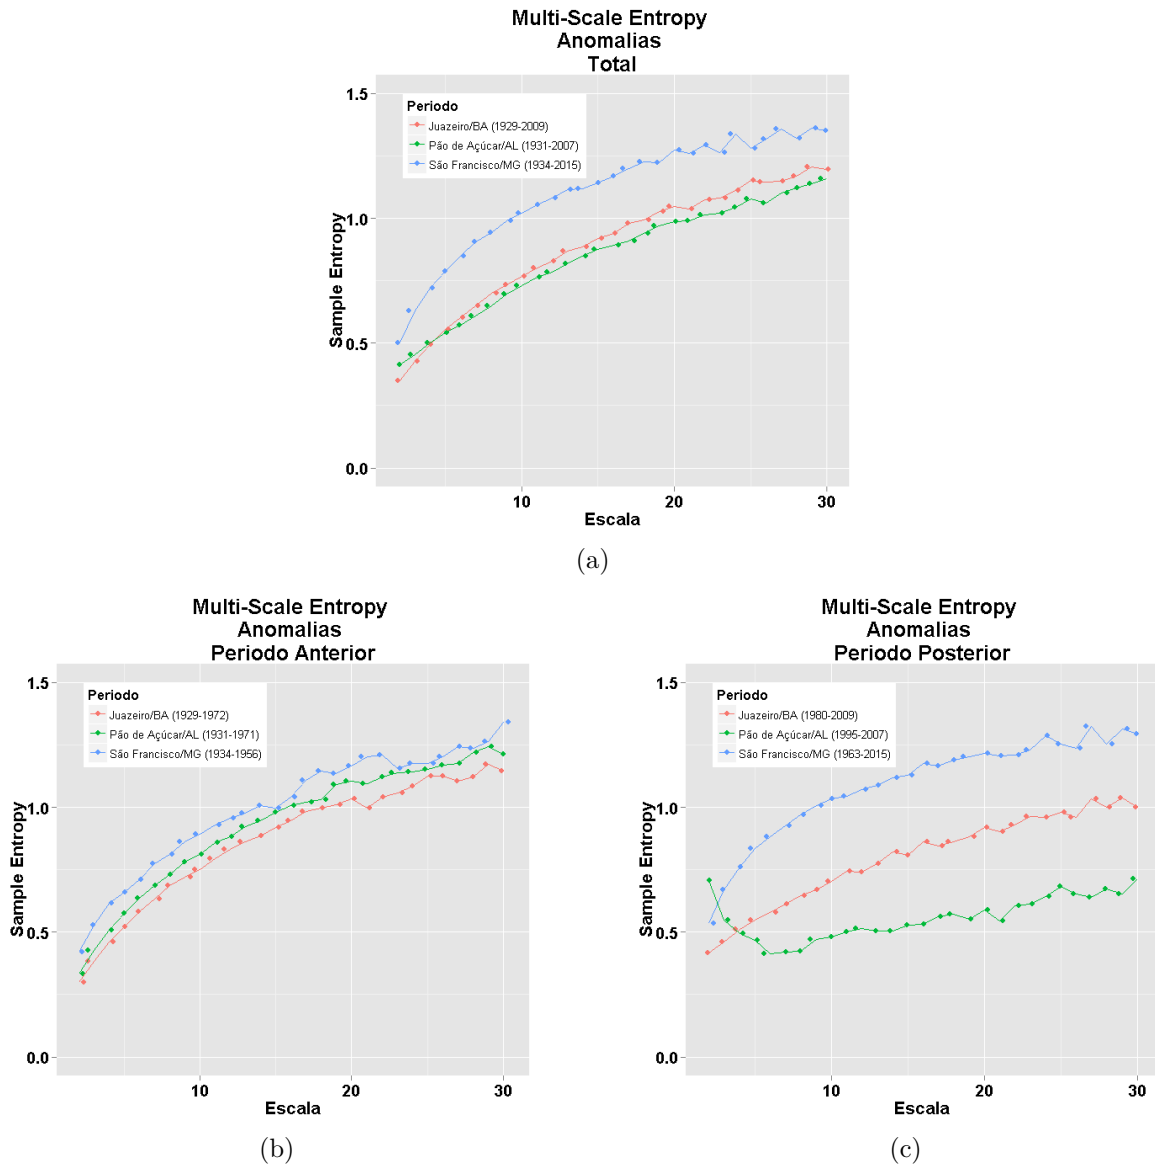 Multi-Scale Entropy
Anomalias
Total
1.5
1.0
0.5
0.0
Sample Entropy
Periodo
Juazeiro/BA (1929-2009)
Pão de Açúcar/AL (1931-2007)
São Francisco/MG (1934-2015)
10 20 30
Escala
(a)
Multi-Scale Entropy
Anomalias
Periodo Anterior
1.5
1.0
0.5
0.0
Sample Entropy
Periodo
Juazeiro/BA (1929-1972)
Pão de Açúcar/AL (1931-1971)
São Francisco/MG (1934-1956)
10 20 30
Escala
(b)
Multi-Scale Entropy
Anomalias
Periodo Posterior
1.5
1.0
0.5
0.0
Sample Entropy
Periodo
Juazeiro/BA (1980-2009)
Pão de Açúcar/AL (1995-2007)
São Francisco/MG (1963-2015)
10 20 30
Escala
(c)